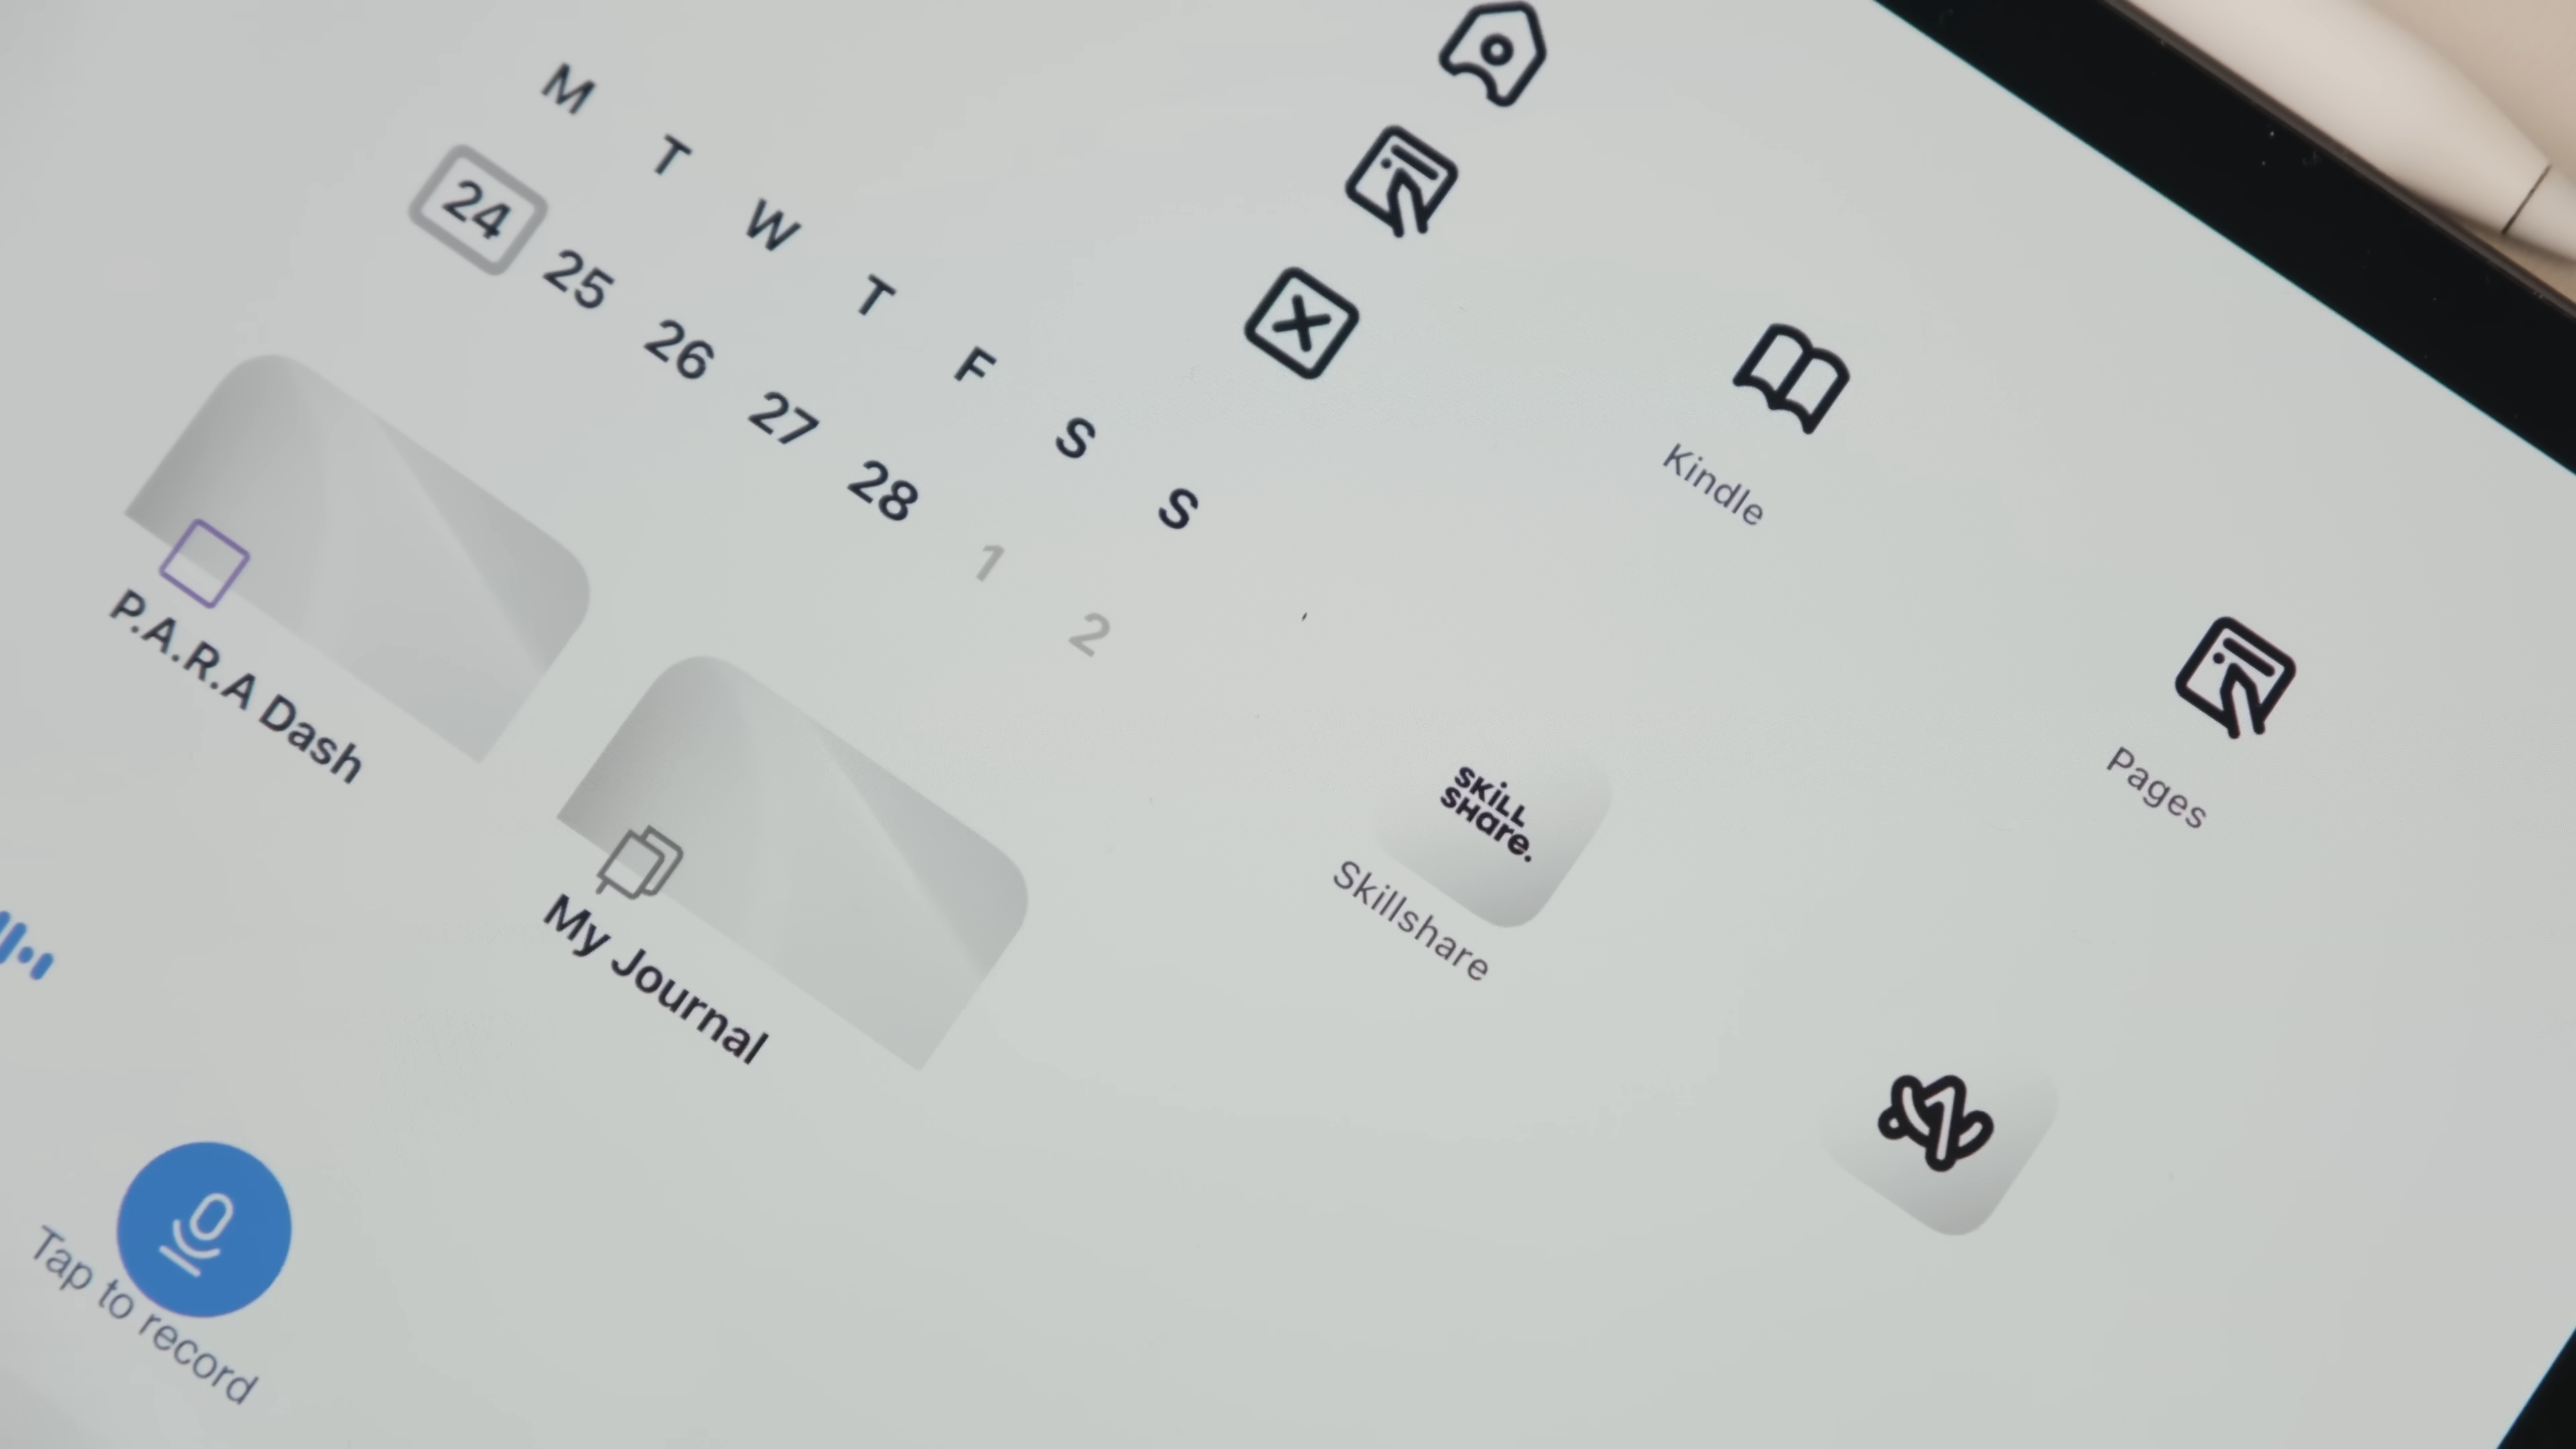 M T W T F S S
24 25 26 27 28 1 2
P.A.R.A Dash
My Journal
Tap to record
Kindle
Pages
SKiLL
SHare.
Skillshare